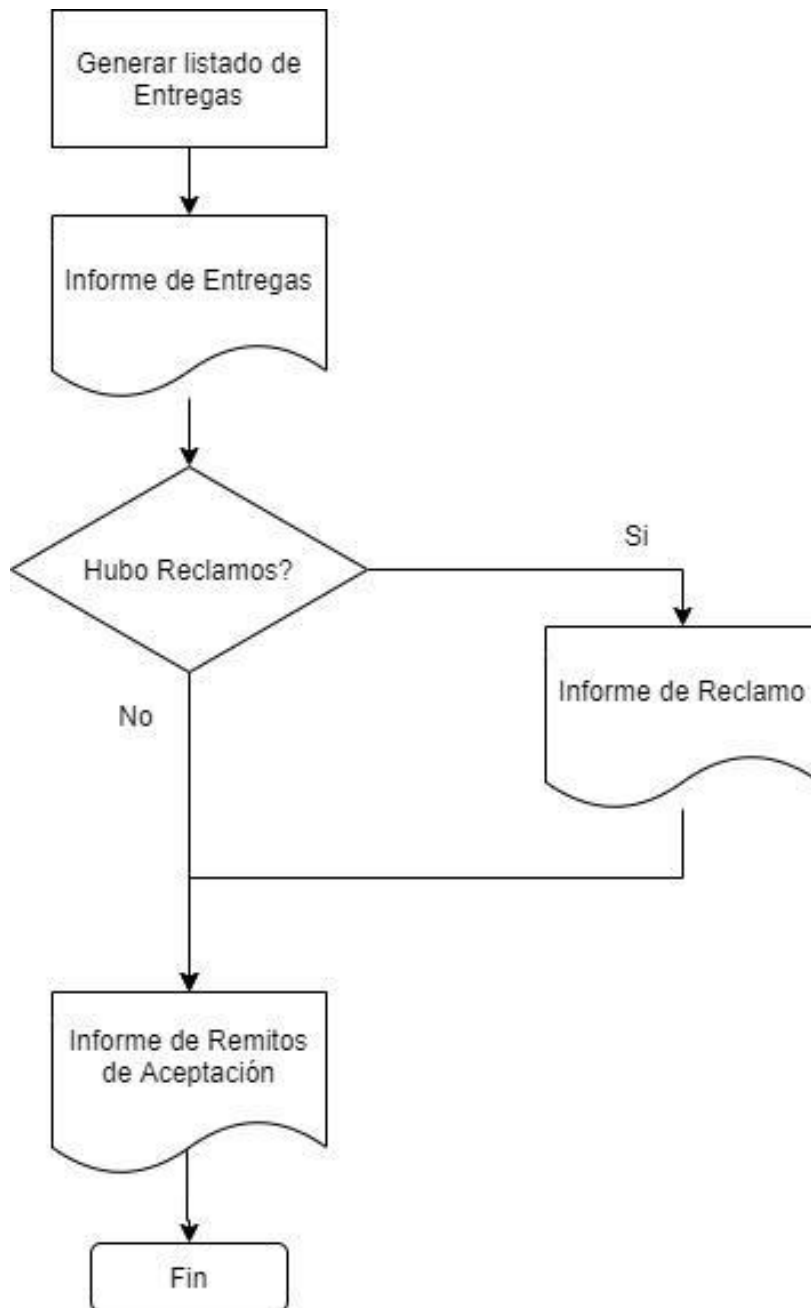 Generar listado de
Entregas
Informe de Entregas
Hubo Reclamos?
Si
Informe de Reclamo
No
Informe de Remitos
de Aceptación
Fin